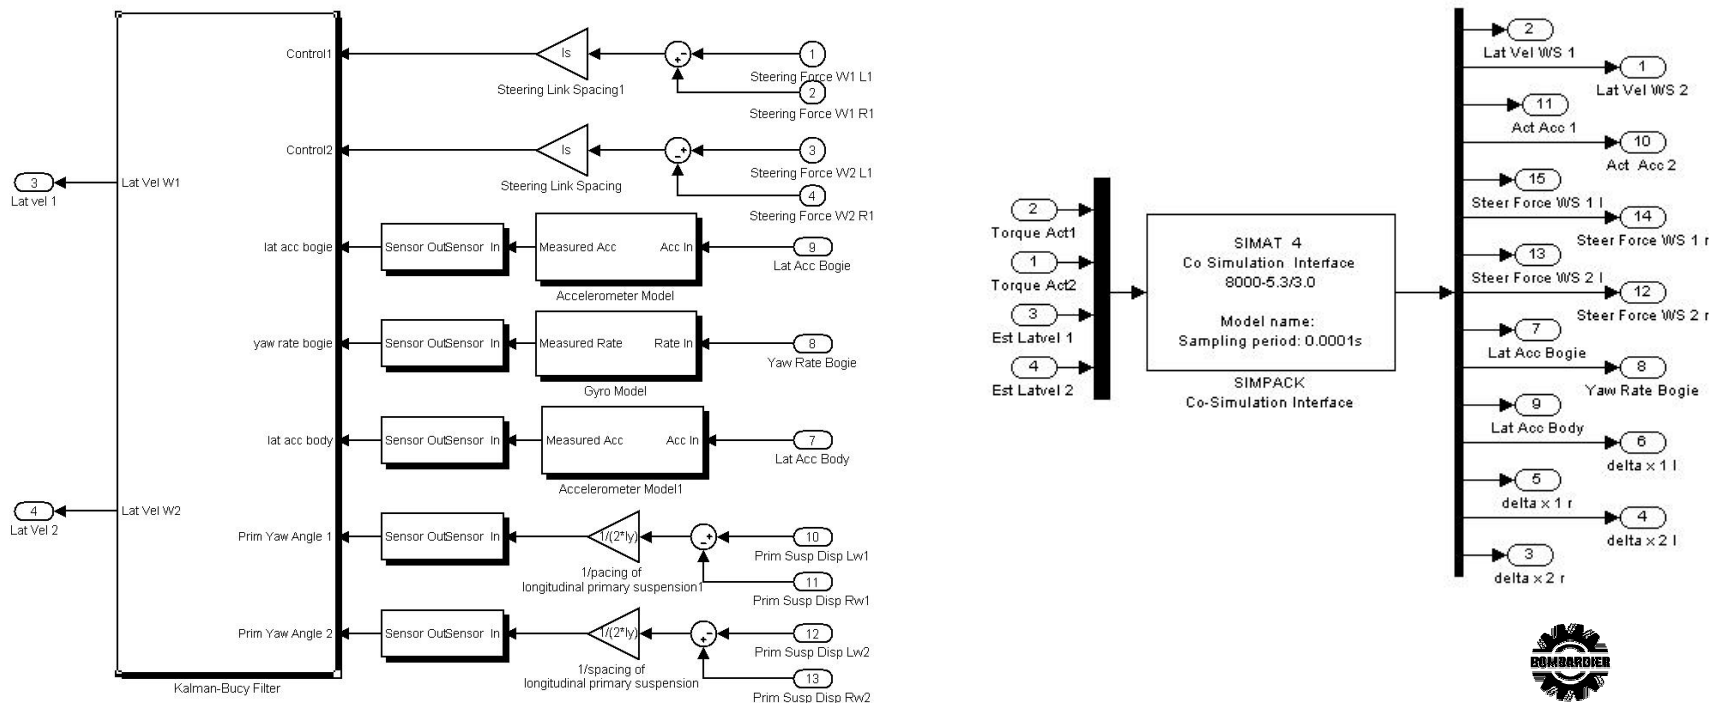 Control1
Is
Steering Link Spacing1
-
+
1
Steering Force W1 L1
2
Steering Force W1 R1
Control2
Is
Steering Link Spacing
-
+
3
Steering Force W2 L1
4
Steering Force W2 R1
3
Lat vel 1
Lat Vel W1
lat acc bogie
Sensor Out Sensor In
Measured Acc
Acc In
Accelerometer Model
9
Lat Acc Bogie
yaw rate bogie
Sensor Out Sensor In
Measured Rate
Rate In
Gyro Model
8
Yaw Rate Bogie
lat acc body
Sensor Out Sensor In
Measured Acc
Acc In
Accelerometer Model1
7
Lat Acc Body
4
Lat Vel 2
Lat Vel W2
Prim Yaw Angle 1
Sensor Out Sensor In
1/(2*ly)
1/pacing of
longitudinal primary suspension1
-
+
10
Prim Susp Disp Lw1
11
Prim Susp Disp Rw1
Prim Yaw Angle 2
Sensor Out Sensor In
1/(2*ly)
1/spacing of
longitudinal primary suspension
-
+
12
Prim Susp Disp Lw2
13
Prim Susp Disp Rw2
Kalman-Bucy Filter
2
Torque Act1
1
Torque Act2
3
Est Latvel 1
4
Est Latvel 2
SIMAT 4
Co Simulation Interface
8000-5.3/3.0
Model name:
Sampling period: 0.0001s
SIMPACK
Co-Simulation Interface
2
Lat Vel WS 1
1
Lat Vel WS 2
11
Act Acc 1
10
Act Acc 2
15
Steer Force WS 1 l
14
Steer Force WS 1 r
13
Steer Force WS 2 l
12
Steer Force WS 2 r
7
Lat Acc Bogie
8
Yaw Rate Bogie
9
Lat Acc Body
6
delta x 1 l
5
delta x 1 r
4
delta x 2 l
3
delta x 2 r
BOMBARDIER